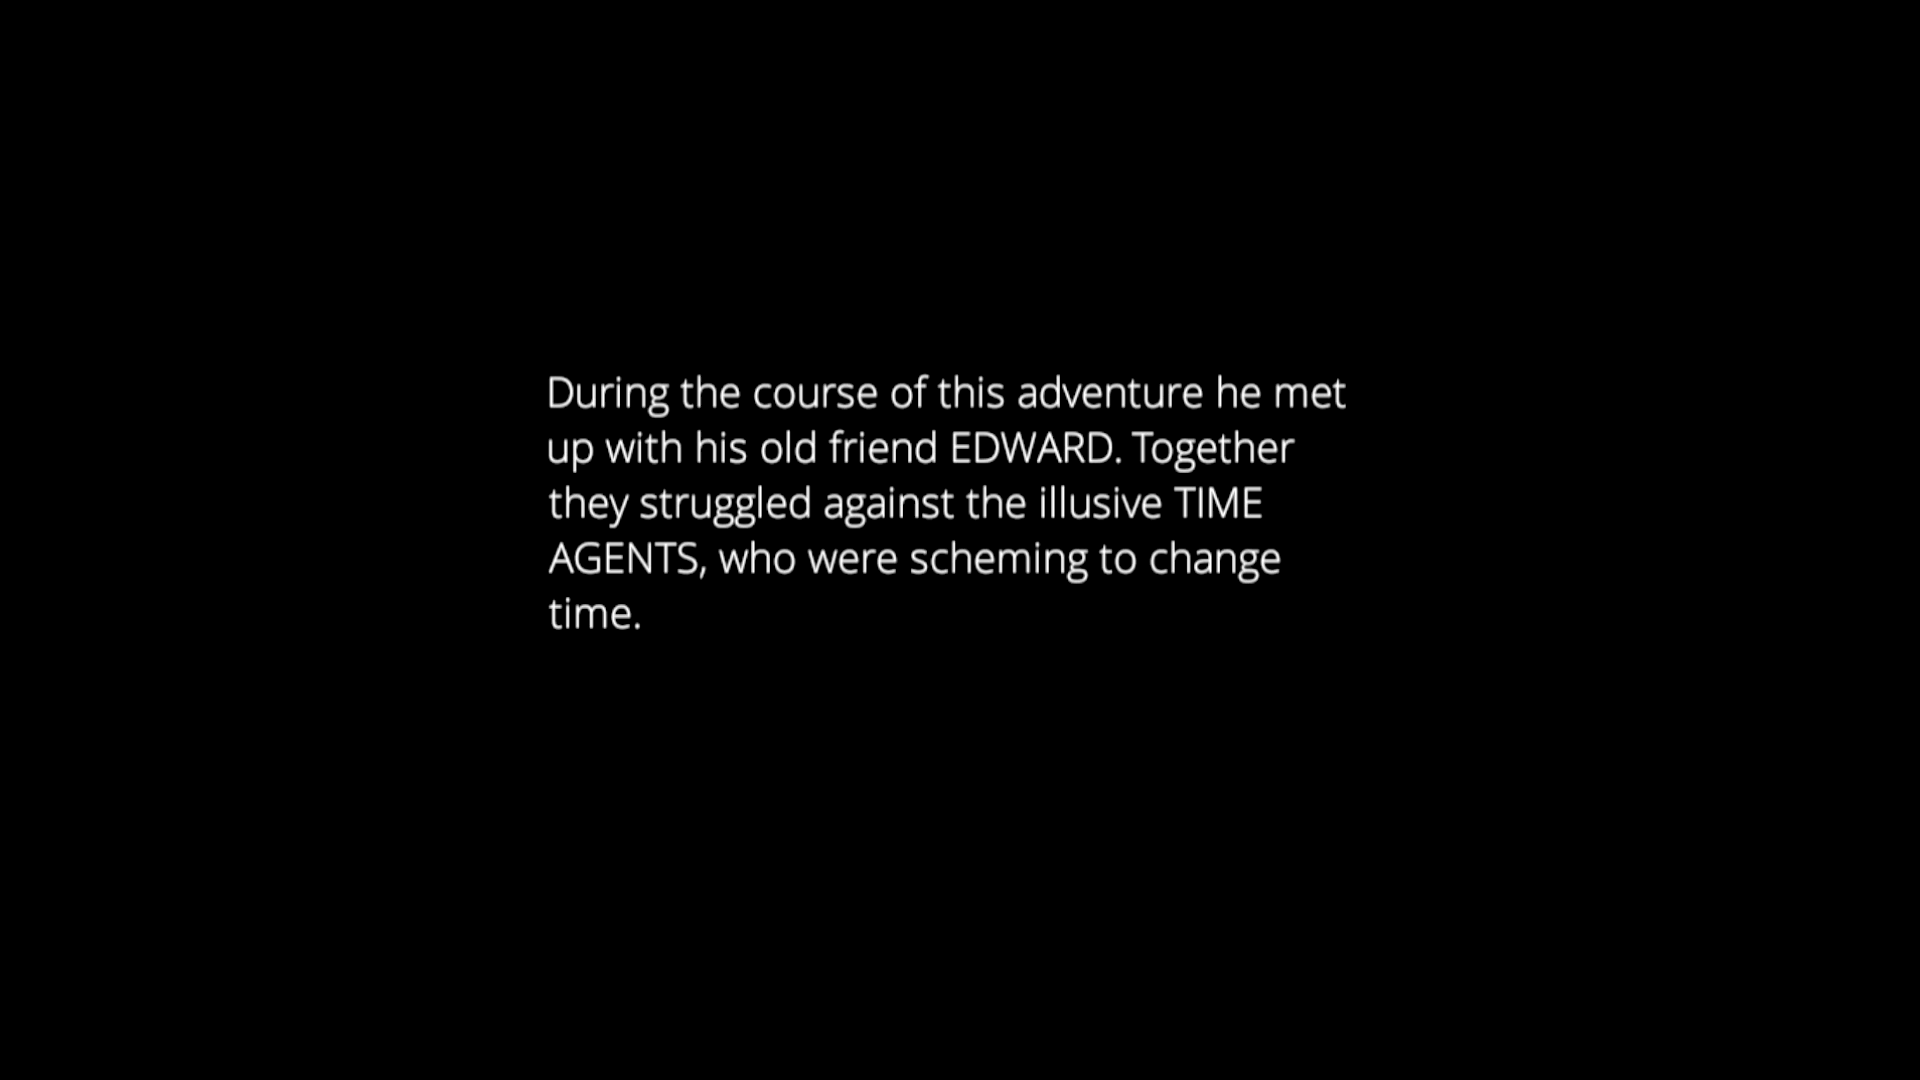 During the course of this adventure he met
up with his old friend EDWARD. Together
they struggled against the illusive TIME
AGENTS, who were scheming to change
time.